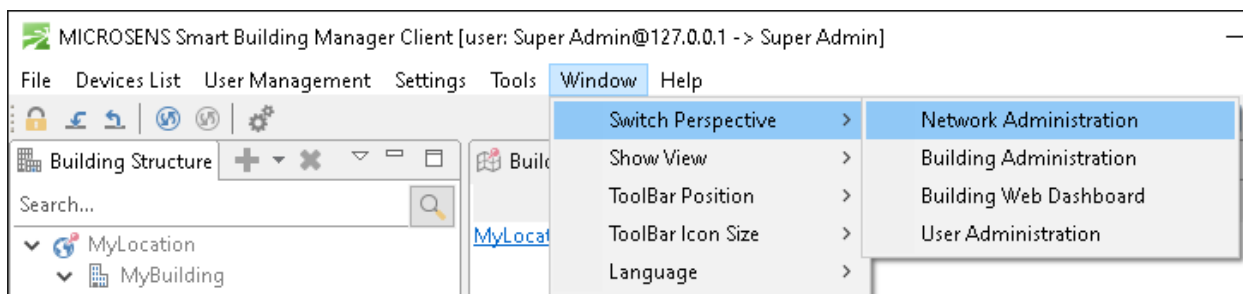 MICROSENS Smart Building Manager Client [user: Super Admin@127.0.0.1 -> Super Admin]
File Devices List User Management Settings Tools Window Help
Switch Perspective > Network Administration
Building Structure Build Show View > Building Administration
Search... ToolBar Position > Building Web Dashboard
MyLocation MyLocat ToolBar Icon Size > User Administration
MyBuilding Language >